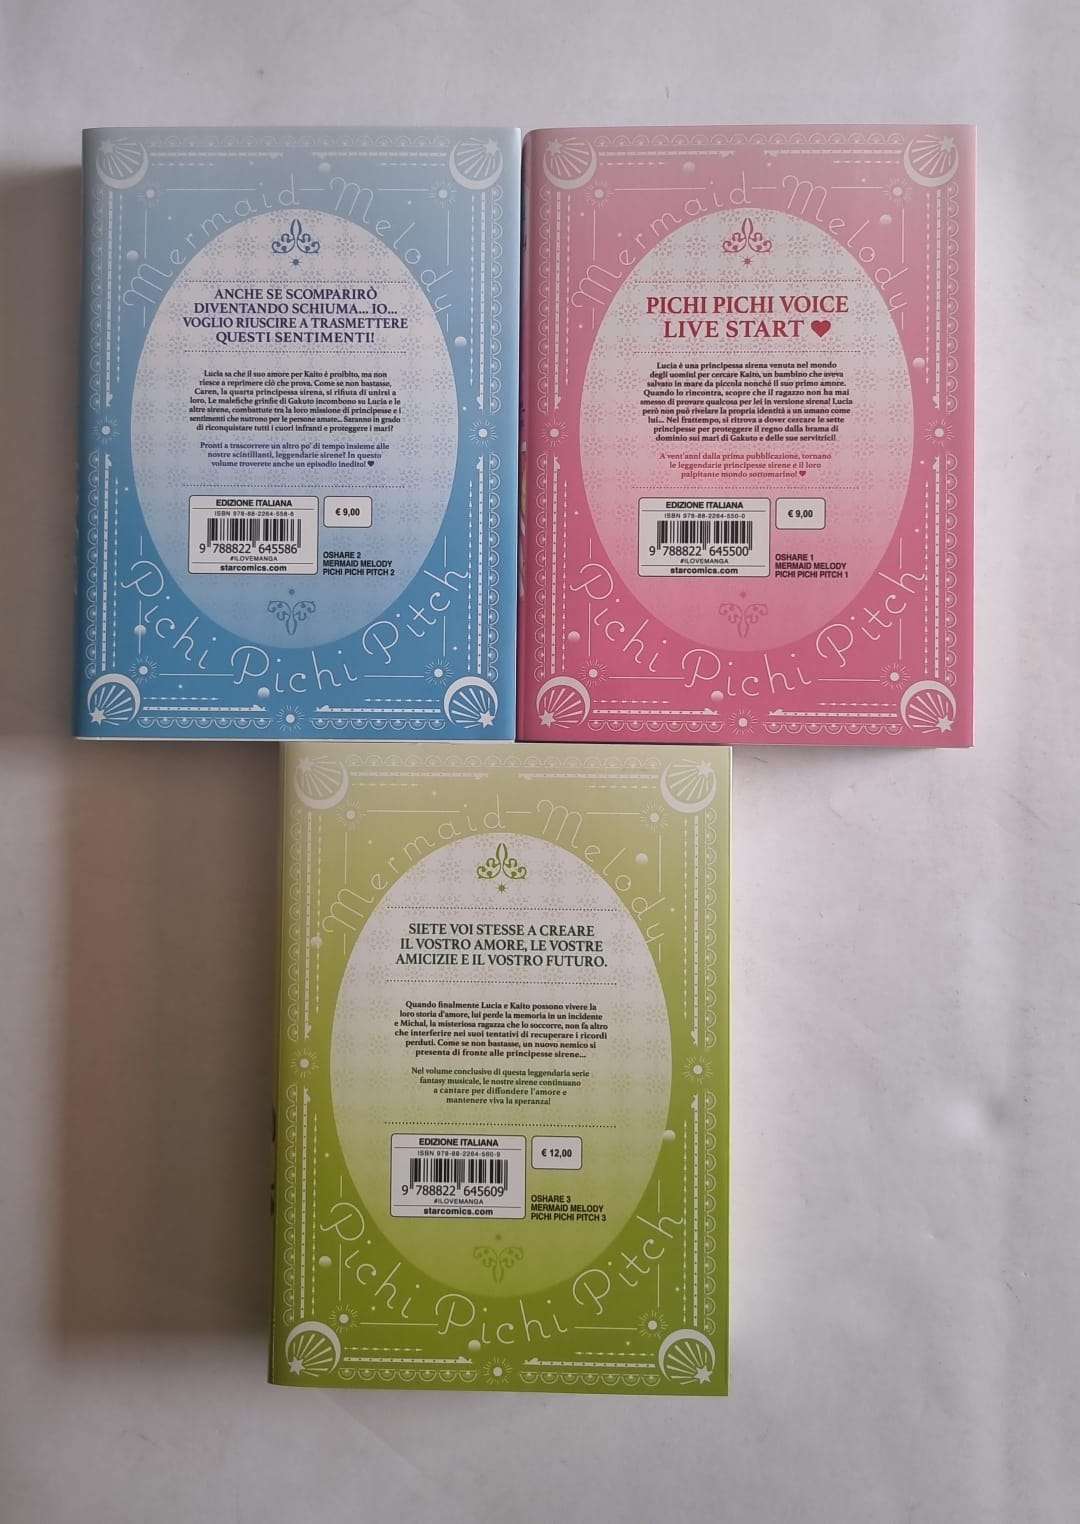 Mermaid Melody
ANCHE SE SCOMPARIRÒ
DIVENTANDO SCHIUMA... IO...
VOGLIO RIUSCIRE A TRASMETTERE
QUESTI SENTIMENTI!
Lucia sa che il suo amore per Kaito è proibito, ma non
riesce a reprimere ciò che prova. Come se non bastasse,
Caren, la quarta principessa sirena, si rifiuta di unirsi a
loro. Le malefiche grinfie di Gakuto incombono su Lucia e le
altre sirene, combattute tra la loro missione di principesse e i
sentimenti che nutrono per le persone amate... Saranno in grado
di riconquistare tutti i cuori infranti e proteggere i mari?
Pronti a trascorrere un altro po' di tempo insieme alle
nostre scintillanti, leggendarie sirene? In questo
volume troverete anche un episodio inedito! ♥
EDIZIONE ITALIANA
ISBN 978-88-2264-558-6
9 788822 645586
#ILOVEMANGA
starcomics.com
€ 9,00
OSHARE 2
MERMAID MELODY
PICHI PICHI PITCH 2
Pichi Pichi Pitch
Mermaid Melody
PICHI PICHI VOICE
LIVE START ♥
Lucia è una principessa sirena venuta nel mondo
degli uomini per cercare Kaito, un bambino che aveva
salvato in mare da piccola nonché il suo primo amore.
Quando lo rincontra, scopre che il ragazzo non ha mai
smesso di provare qualcosa per lei in versione sirena! Lucia
però non può rivelare la propria identità a un umano come
lui... Nel frattempo, si ritrova a dover cercare le sette
principesse per proteggere il regno dalla brama di
dominio sui mari di Gakuto e delle sue servitrici!
A vent'anni dalla prima pubblicazione, tornano
le leggendarie principesse sirene e il loro
palpitante mondo sottomarino! ♥
EDIZIONE ITALIANA
ISBN 978-88-2264-550-0
9 788822 645500
#ILOVEMANGA
starcomics.com
€ 9,00
OSHARE 1
MERMAID MELODY
PICHI PICHI PITCH 1
Pichi Pichi Pitch
Mermaid Melody
SIETE VOI STESSE A CREARE
IL VOSTRO AMORE, LE VOSTRE
AMICIZIE E IL VOSTRO FUTURO.
Quando finalmente Lucia e Kaito possono vivere la
loro storia d'amore, lui perde la memoria in un incidente
e Michal, la misteriosa ragazza che lo soccorre, non fa altro
che interferire nei suoi tentativi di recuperare i ricordi
perduti. Come se non bastasse, un nuovo nemico si
presenta di fronte alle principesse sirene...
Nel volume conclusivo di questa leggendaria serie
fantasy musicale, le nostre sirene continuano
a cantare per diffondere l'amore e
mantenere viva la speranza!
EDIZIONE ITALIANA
ISBN 978-88-2264-560-9
9 788822 645609
#ILOVEMANGA
starcomics.com
€ 12,00
OSHARE 3
MERMAID MELODY
PICHI PICHI PITCH 3
Pichi Pichi Pitch